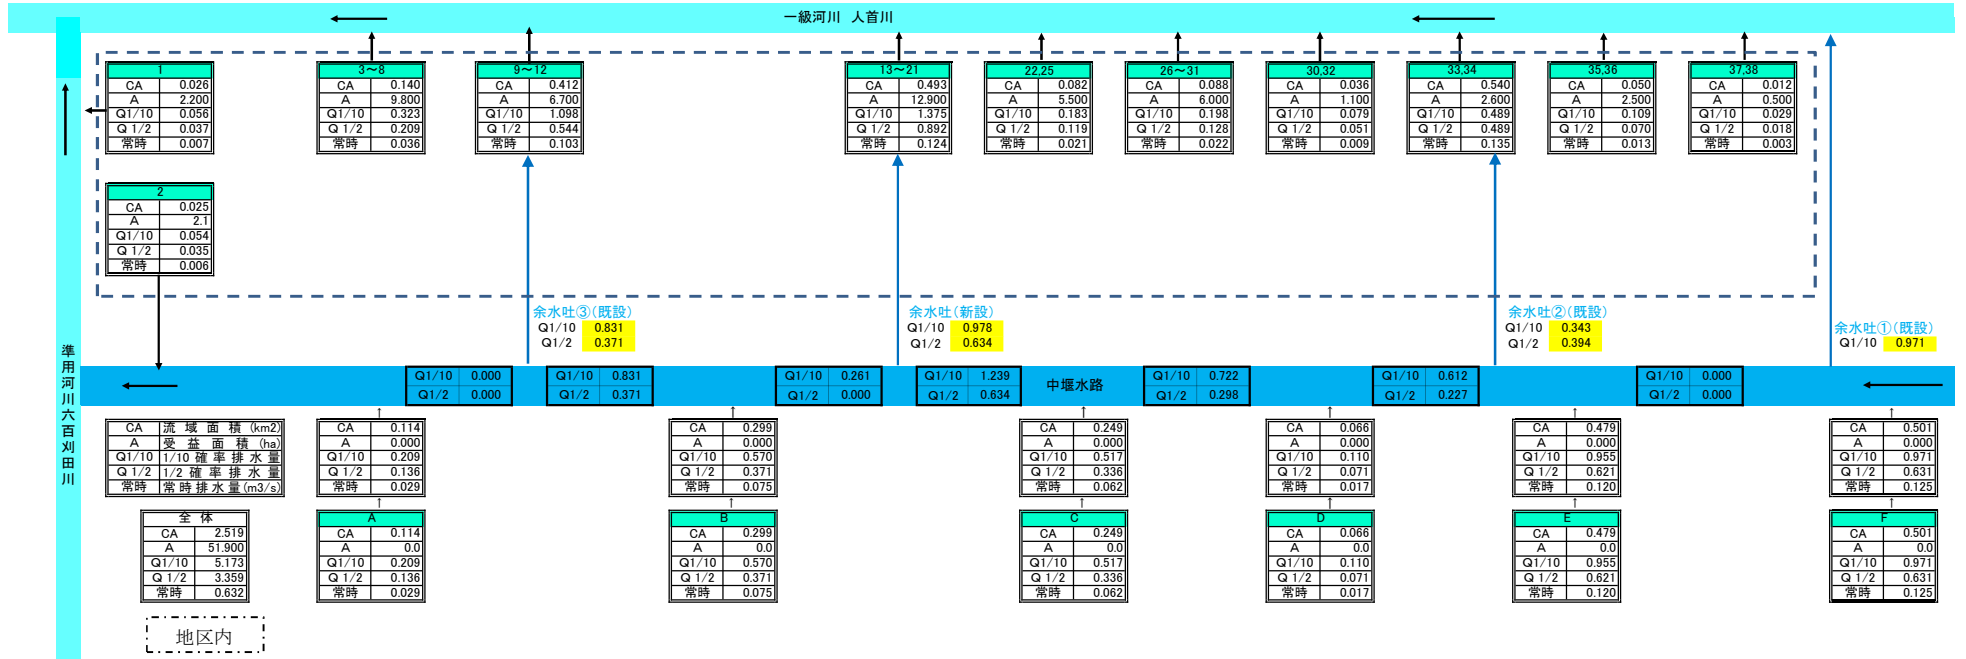 一級河川 人首川
1
CA 0.026
A 2.200
Q1/10 0.056
Q 1/2 0.037
常時 0.007
3～8
CA 0.140
A 9.800
Q1/10 0.323
Q 1/2 0.209
常時 0.036
9～12
CA 0.412
A 6.700
Q1/10 1.098
Q 1/2 0.544
常時 0.103
13～21
CA 0.493
A 12.900
Q1/10 1.375
Q 1/2 0.892
常時 0.124
22,25
CA 0.082
A 5.500
Q1/10 0.183
Q 1/2 0.119
常時 0.021
26～31
CA 0.088
A 6.000
Q1/10 0.198
Q 1/2 0.128
常時 0.022
30,32
CA 0.036
A 1.100
Q1/10 0.079
Q 1/2 0.051
常時 0.009
33,34
CA 0.540
A 2.600
Q1/10 0.489
Q 1/2 0.489
常時 0.135
35,36
CA 0.050
A 2.500
Q1/10 0.109
Q 1/2 0.070
常時 0.013
37,38
CA 0.012
A 0.500
Q1/10 0.029
Q 1/2 0.018
常時 0.003
2
CA 0.025
A 2.1
Q1/10 0.054
Q 1/2 0.035
常時 0.006
余水吐③(既設)
Q1/10 0.831
Q1/2 0.371
余水吐(新設)
Q1/10 0.978
Q1/2 0.634
余水吐②(既設)
Q1/10 0.343
Q1/2 0.394
余水吐①(既設)
Q1/10 0.971
準用河川六百刈田川
Q1/10 0.000
Q1/2 0.000
Q1/10 0.831
Q1/2 0.371
Q1/10 0.261
Q1/2 0.000
Q1/10 1.239
Q1/2 0.634
中堰水路
Q1/10 0.722
Q1/2 0.298
Q1/10 0.612
Q1/2 0.227
Q1/10 0.000
Q1/2 0.000
CA 流域面積(km2)
A 受益面積(ha)
Q1/10 1/10確率排水量
Q 1/2 1/2確率排水量
常時 常時排水量(m3/s)
CA 0.114
A 0.000
Q1/10 0.209
Q 1/2 0.136
常時 0.029
CA 0.299
A 0.000
Q1/10 0.570
Q 1/2 0.371
常時 0.075
CA 0.249
A 0.000
Q1/10 0.517
Q 1/2 0.336
常時 0.062
CA 0.066
A 0.000
Q1/10 0.110
Q 1/2 0.071
常時 0.017
CA 0.479
A 0.000
Q1/10 0.955
Q 1/2 0.621
常時 0.120
CA 0.501
A 0.000
Q1/10 0.971
Q 1/2 0.631
常時 0.125
全 体
CA 2.519
A 51.900
Q1/10 5.173
Q 1/2 3.359
常時 0.632
A
CA 0.114
A 0.0
Q1/10 0.209
Q 1/2 0.136
常時 0.029
B
CA 0.299
A 0.0
Q1/10 0.570
Q 1/2 0.371
常時 0.075
C
CA 0.249
A 0.0
Q1/10 0.517
Q 1/2 0.336
常時 0.062
D
CA 0.066
A 0.0
Q1/10 0.110
Q 1/2 0.071
常時 0.017
E
CA 0.479
A 0.0
Q1/10 0.955
Q 1/2 0.621
常時 0.120
F
CA 0.501
A 0.0
Q1/10 0.971
Q 1/2 0.631
常時 0.125
地区内